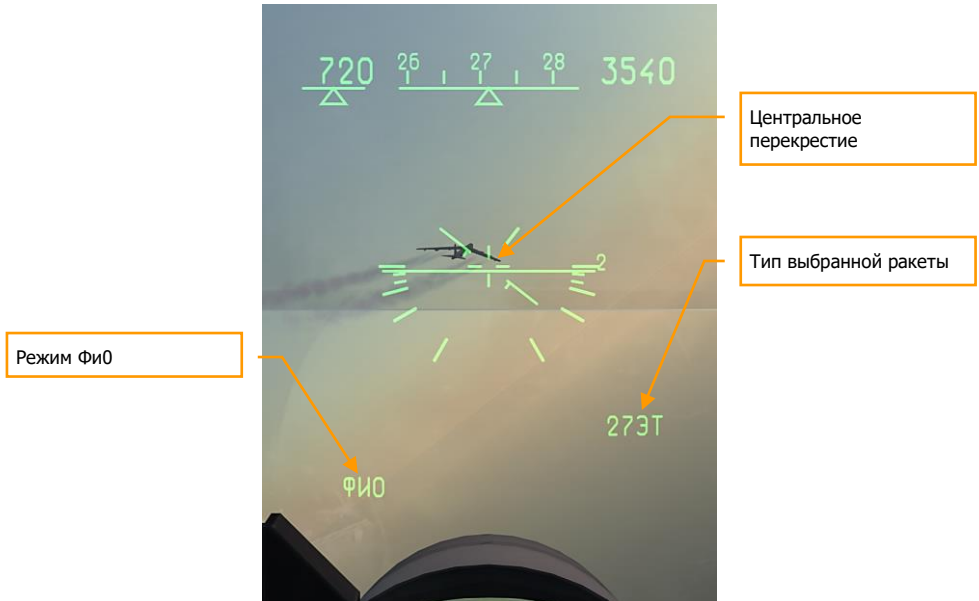 720 26 27 28 3540
Центральное
перекрестие
2
Тип выбранной ракеты
Режим Фи0
27ЭТ
ФИ0